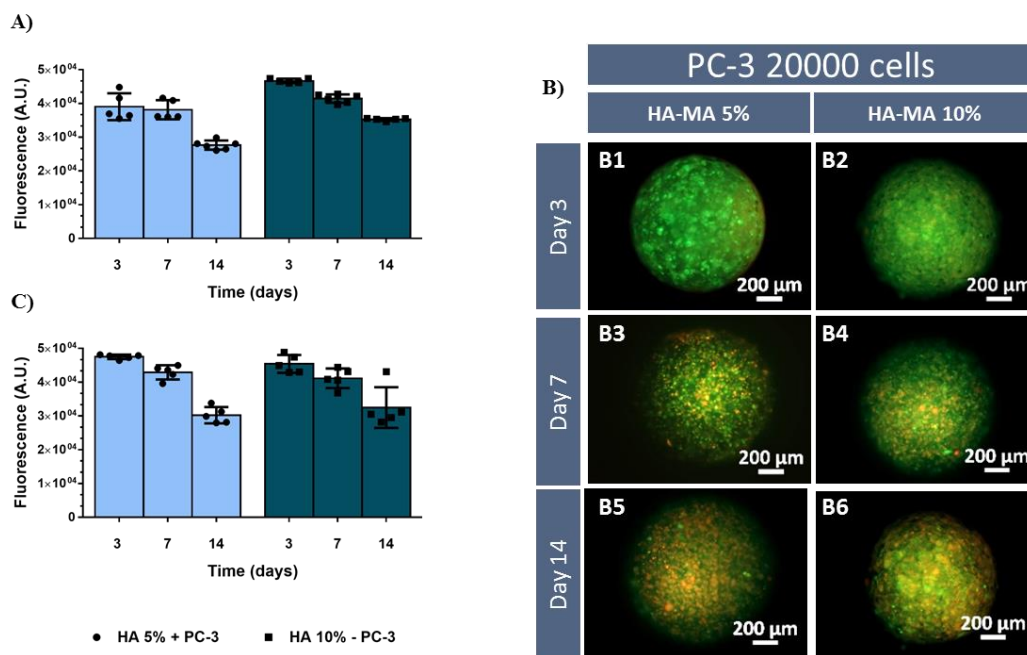 A)
Fluorescence (A.U.)
5×10⁰⁴
4×10⁰⁴
3×10⁰⁴
2×10⁰⁴
1×10⁰⁴
0
3 7 14 3 7 14
Time (days)
C)
Fluorescence (A.U.)
5×10⁰⁴
4×10⁰⁴
3×10⁰⁴
2×10⁰⁴
1×10⁰⁴
0
3 7 14 3 7 14
Time (days)
HA 5% + PC-3 HA 10% - PC-3
B)
PC-3 20000 cells
HA-MA 5% HA-MA 10%
Day 3
B1 B2
200 µm 200 µm
Day 7
B3 B4
200 µm 200 µm
Day 14
B5 B6
200 µm 200 µm